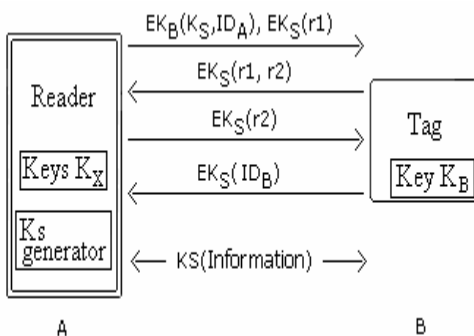 EK_B(K_S,ID_A), EK_S(r1)
EK_S(r1, r2)
EK_S(r2)
EK_S(ID_B)
KS(Information)
Reader
Keys K_X
Ks
generator
A
Tag
Key K_B
B